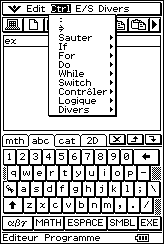 Edit Ctrl E/S Divers
:
Sauter
If
For
Do
While
Switch
Contrôler
Logique
Divers
ex
mth abc cat 2D
1 2 3 4 5 6 7 8 9 0
q w e r t y u i o p
a s d f g h j k l
z x c v b n m , . /
αβγ MATH ESPACE SMBL EXE
Editeur Programme